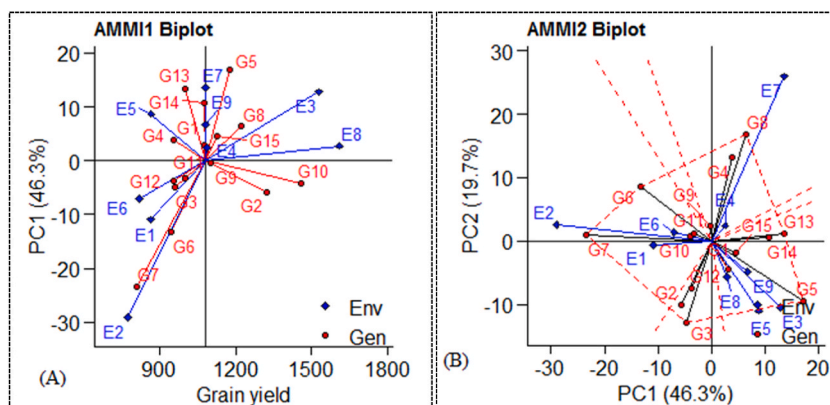 AMMI1 Biplot
20
10
0
-10
-20
-30
PC1 (46.3%)
G13
E7
G5
E5
G14
E9
E3
G1
G8
G4
G15
E8
E4
G11
G12
G9
G10
G3
G2
E6
E1
G6
G7
E2
Env
Gen
(A)
900
1200
1500
1800
Grain yield
AMMI2 Biplot
30
20
10
0
-10
PC2 (19.7%)
E7
G8
G4
G6
G9
E4
E2
E6
G11
G15
G13
G7
E1
G10
G14
G12
E9
G2
E8
G5
G3
E5
E3
Env
Gen
(B)
-30
-20
-10
0
10
20
PC1 (46.3%)